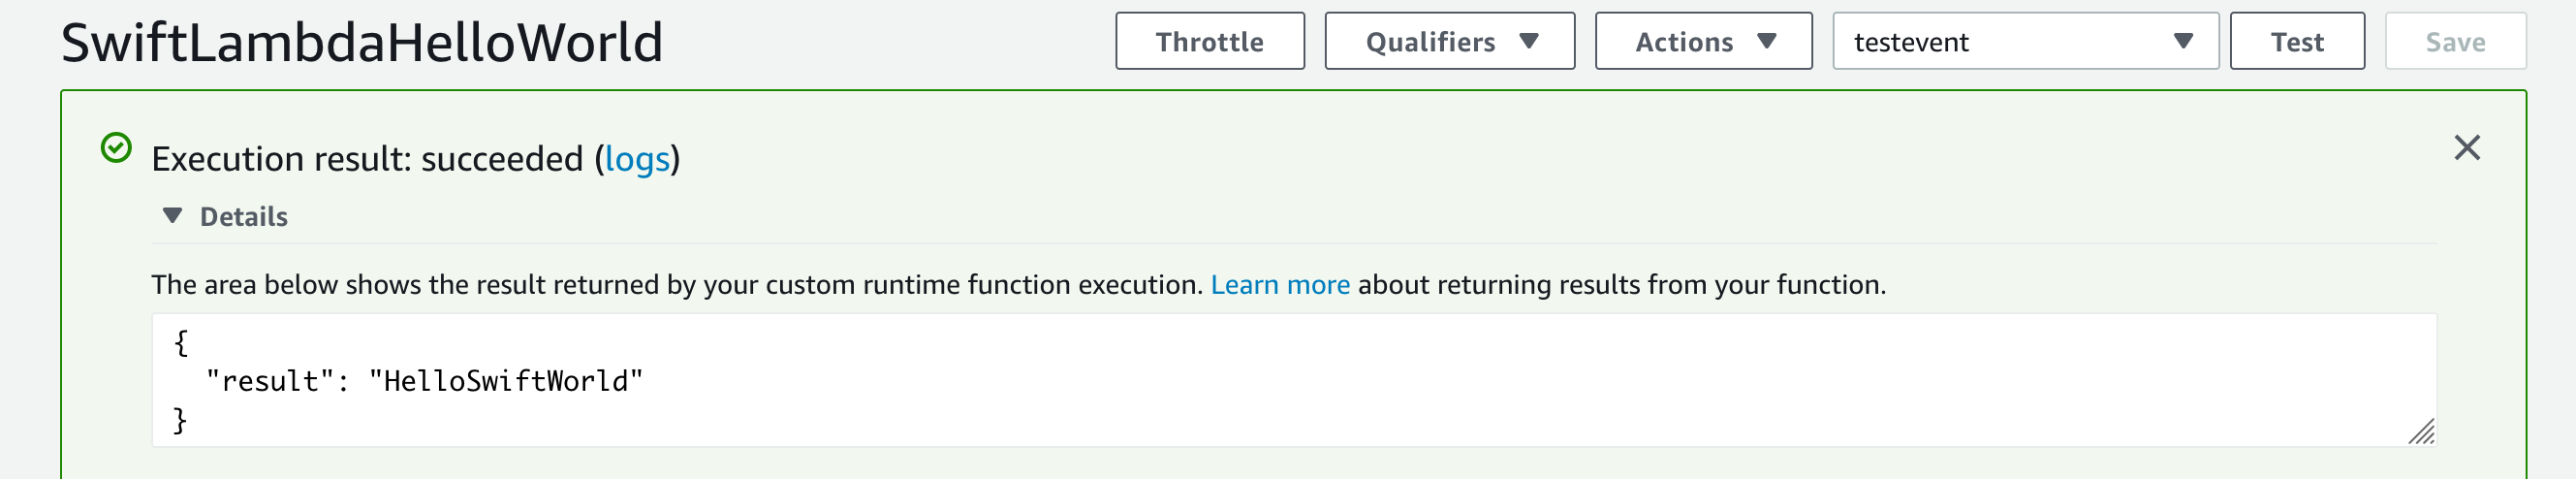 SwiftLambdaHelloWorld
Throttle
Qualifiers
Actions
testevent
Test
Save
Execution result: succeeded (logs)
Details
The area below shows the result returned by your custom runtime function execution. Learn more about returning results from your function.
{
  "result": "HelloSwiftWorld"
}